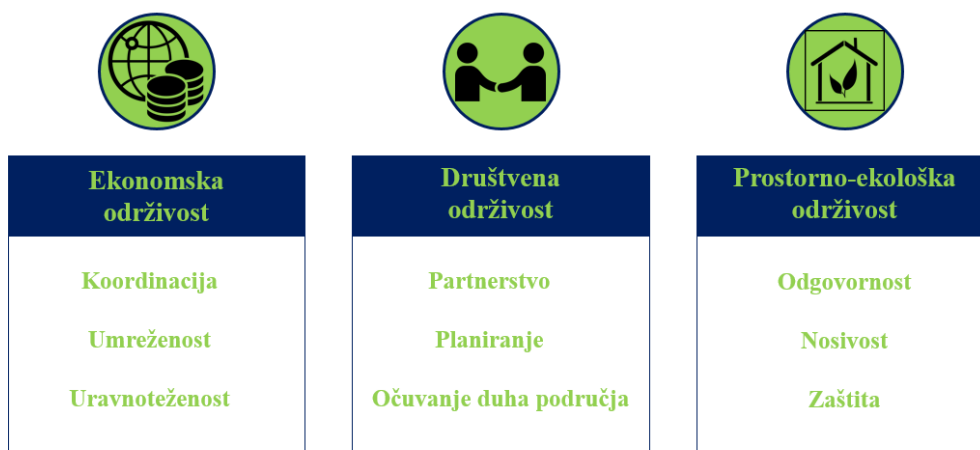 Ekonomska
održivost
Koordinacija
Umreženost
Uravnoteženost
Društvena
održivost
Partnerstvo
Planiranje
Očuvanje duha područja
Prostorno-ekološka
održivost
Odgovornost
Nosivost
Zaštita